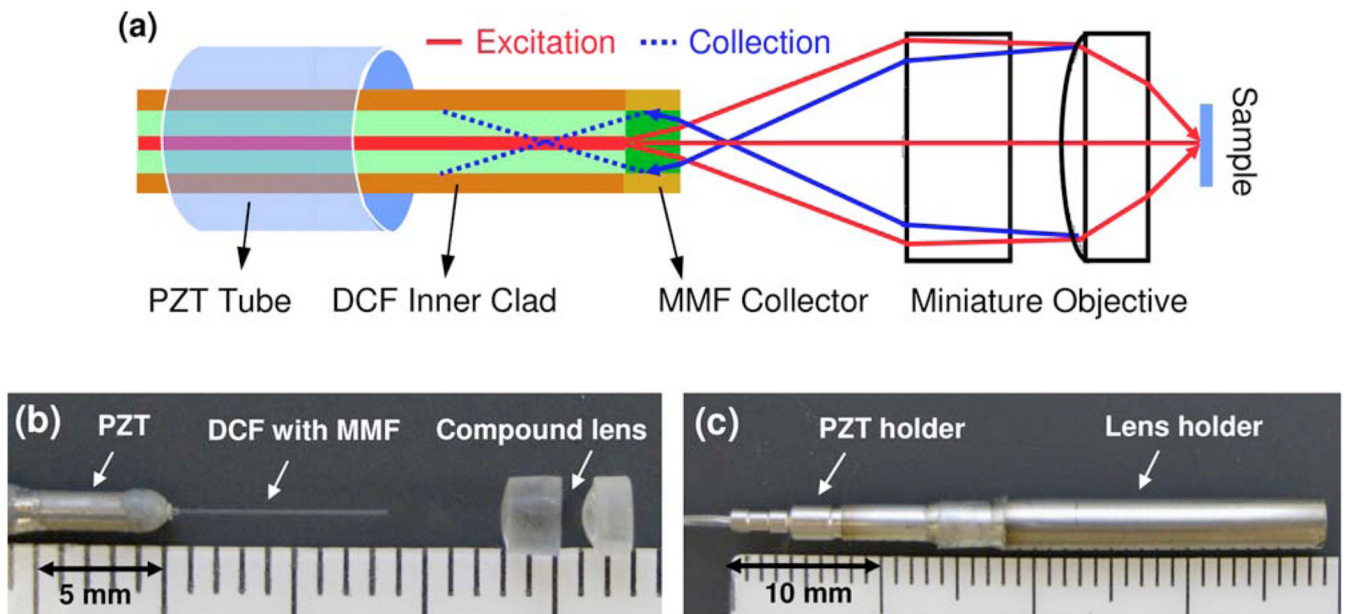 (a)
Excitation
Collection
Sample
PZT Tube
DCF Inner Clad
MMF Collector
Miniature Objective
(b)
PZT
DCF with MMF
Compound lens
5 mm
(c)
PZT holder
Lens holder
10 mm